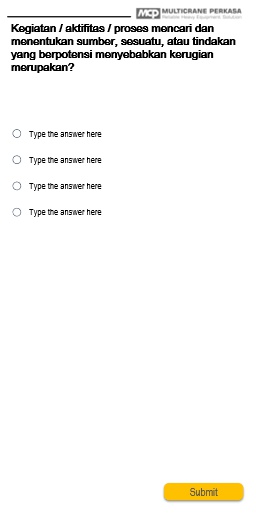 MCP MULTICRANE PERKASA
Reliable Heavy Equipment Solution
Kegiatan / aktifitas / proses mencari dan
menentukan sumber, sesuatu, atau tindakan
yang berpotensi menyebabkan kerugian
merupakan?
Type the answer here
Type the answer here
Type the answer here
Type the answer here
Submit